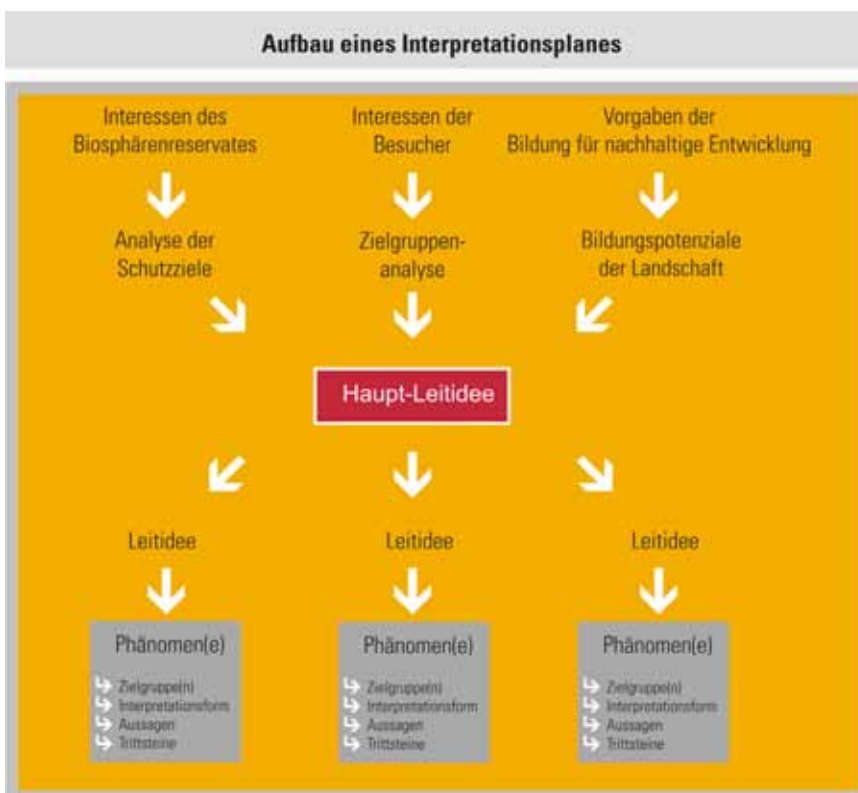 Aufbau eines Interpretationsplanes
Interessen des
Biosphärenreservates
Interessen der
Besucher
Vorgaben der
Bildung für nachhaltige Entwicklung
Analyse der
Schutzziele
Zielgruppen-
analyse
Bildungspotenziale
der Landschaft
Haupt-Leitidee
Leitidee
Leitidee
Leitidee
Phänomen(e)
Zielgruppe(n)
Interpretationsform
Aussagen
Trittsteine
Phänomen(e)
Zielgruppe(n)
Interpretationsform
Aussagen
Trittsteine
Phänomen(e)
Zielgruppe(n)
Interpretationsform
Aussagen
Trittsteine